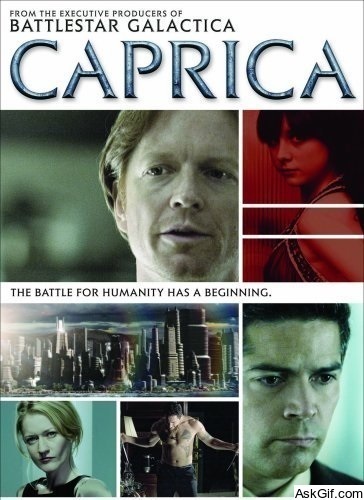 FROM THE EXECUTIVE PRODUCERS OF
BATTLESTAR GALACTICA
CAPRICA
THE BATTLE FOR HUMANITY HAS A BEGINNING.
AskGif.com